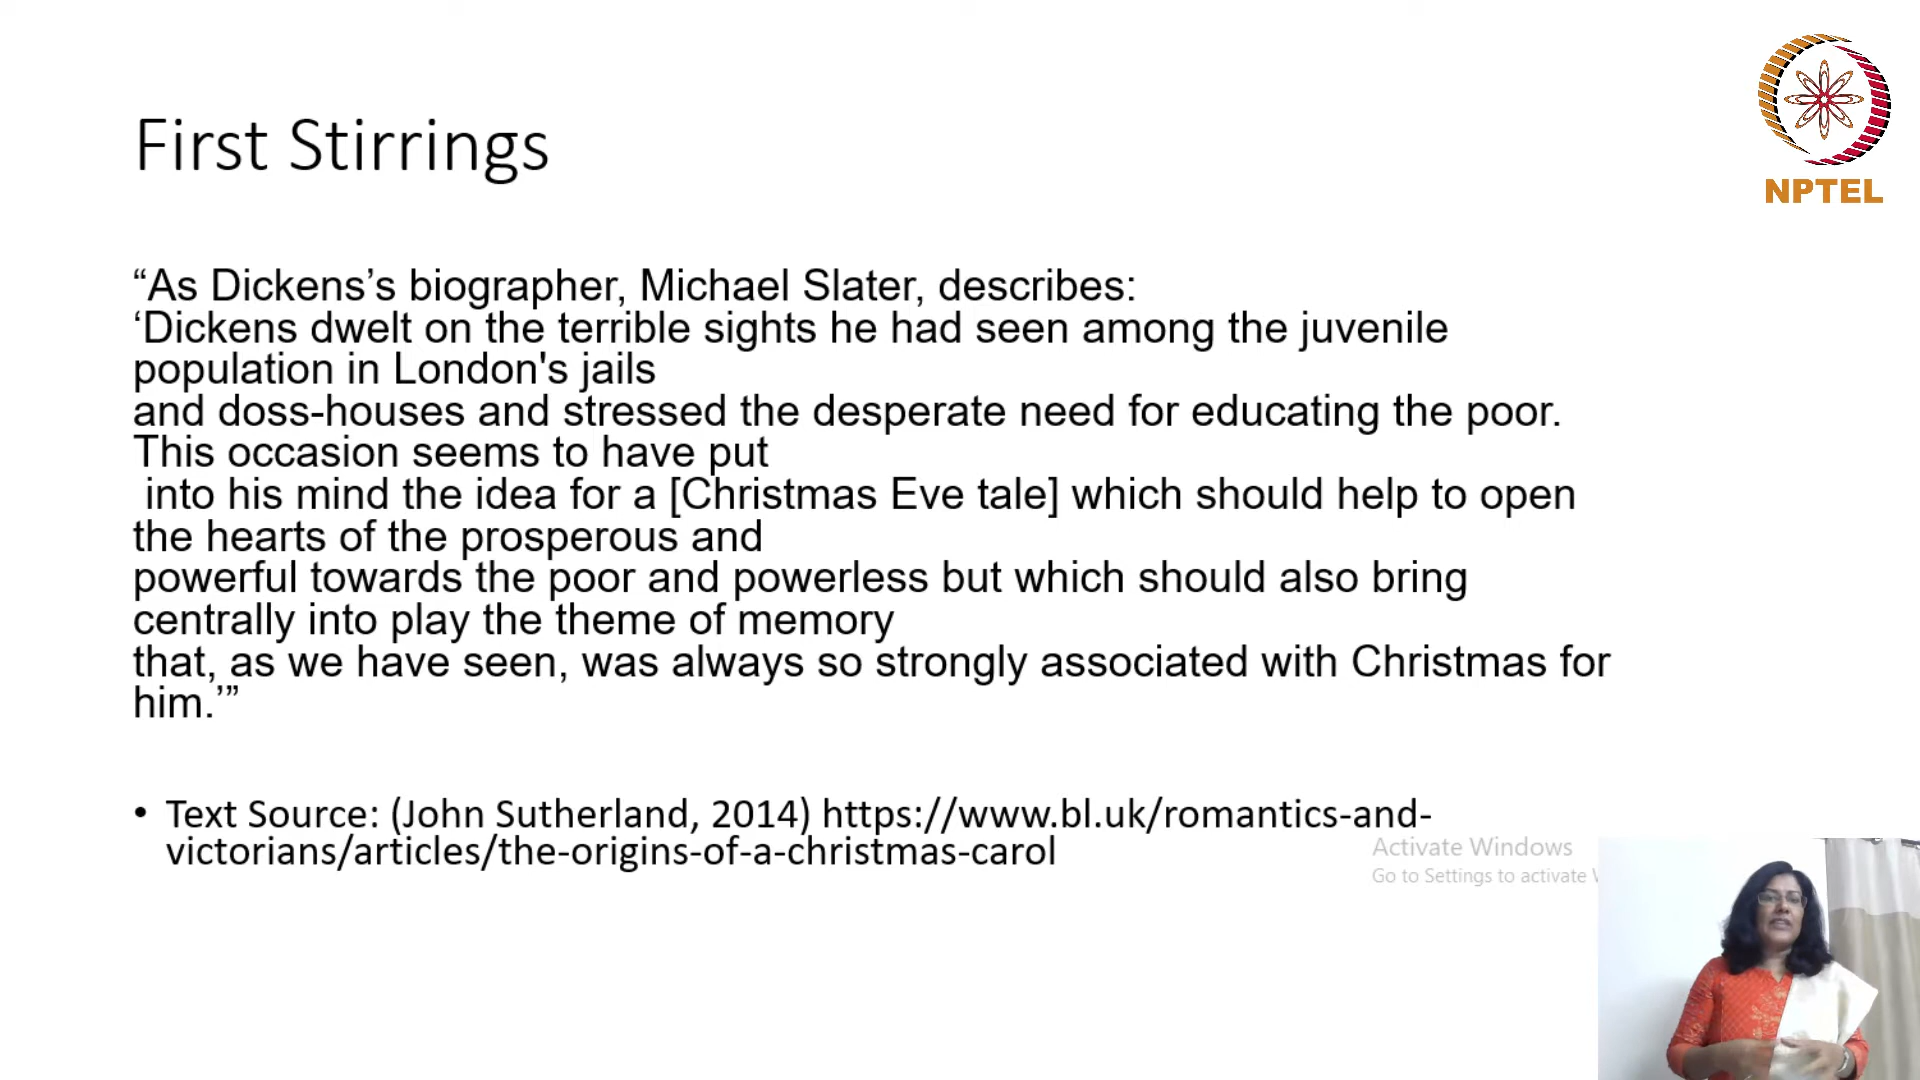 First Stirrings
NPTEL
“As Dickens’s biographer, Michael Slater, describes:
‘Dickens dwelt on the terrible sights he had seen among the juvenile
population in London's jails
and doss-houses and stressed the desperate need for educating the poor.
This occasion seems to have put
into his mind the idea for a [Christmas Eve tale] which should help to open
the hearts of the prosperous and
powerful towards the poor and powerless but which should also bring
centrally into play the theme of memory
that, as we have seen, was always so strongly associated with Christmas for
him.’”
• Text Source: (John Sutherland, 2014) https://www.bl.uk/romantics-and-
victorians/articles/the-origins-of-a-christmas-carol
Activate Windows
Go to Settings to activate